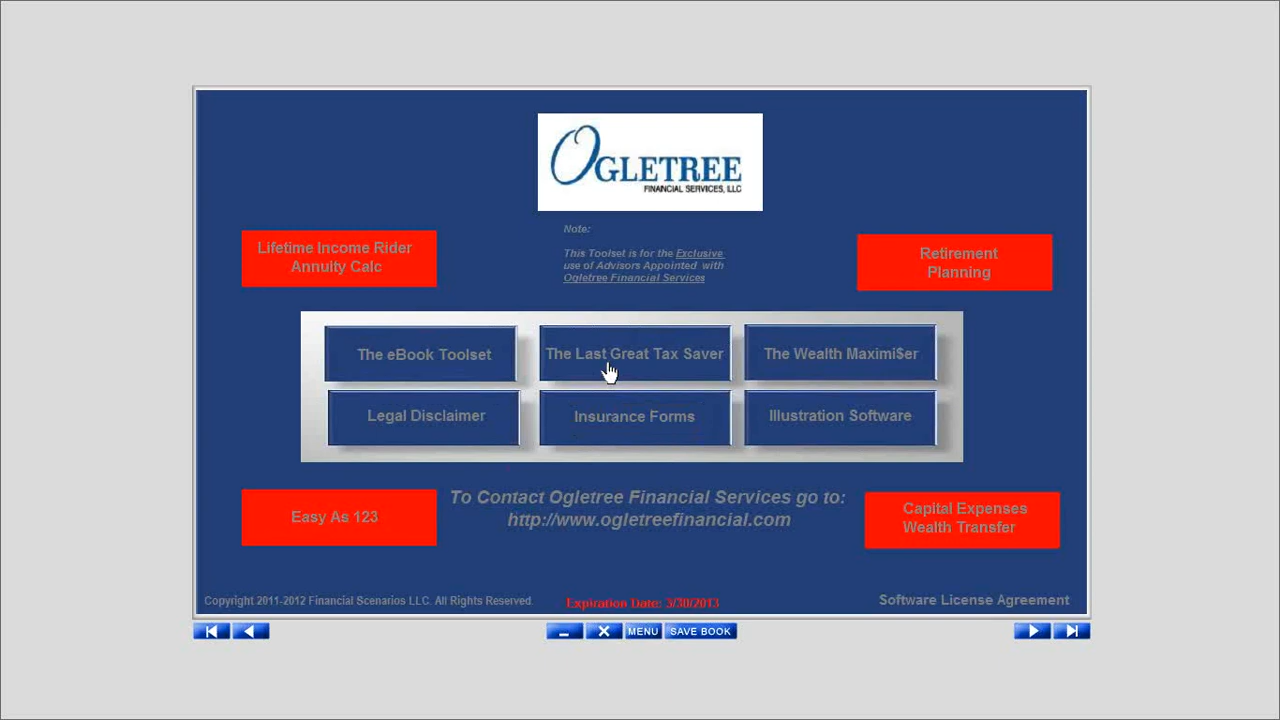 OGLETREE
FINANCIAL SERVICES, LLC
Note:
This Toolset is for the Exclusive
use of Advisors Appointed with
Ogletree Financial Services
Lifetime Income Rider
Annuity Calc
Retirement
Planning
The eBook Toolset
The Last Great Tax Saver
The Wealth Maximi$er
Legal Disclaimer
Insurance Forms
Illustration Software
Easy As 123
To Contact Ogletree Financial Services go to:
http://www.ogletreefinancial.com
Capital Expenses
Wealth Transfer
Copyright 2011-2012 Financial Scenarios LLC. All Rights Reserved.
Expiration Date: 3/30/2013
Software License Agreement
MENU
SAVE BOOK